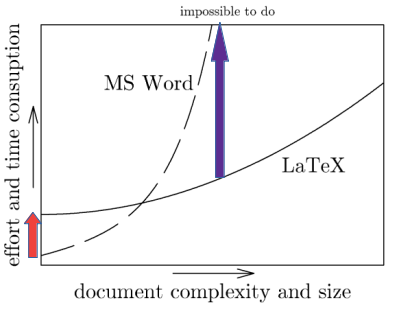 impossible to do
MS Word
LaTeX
effort and time consuption
document complexity and size